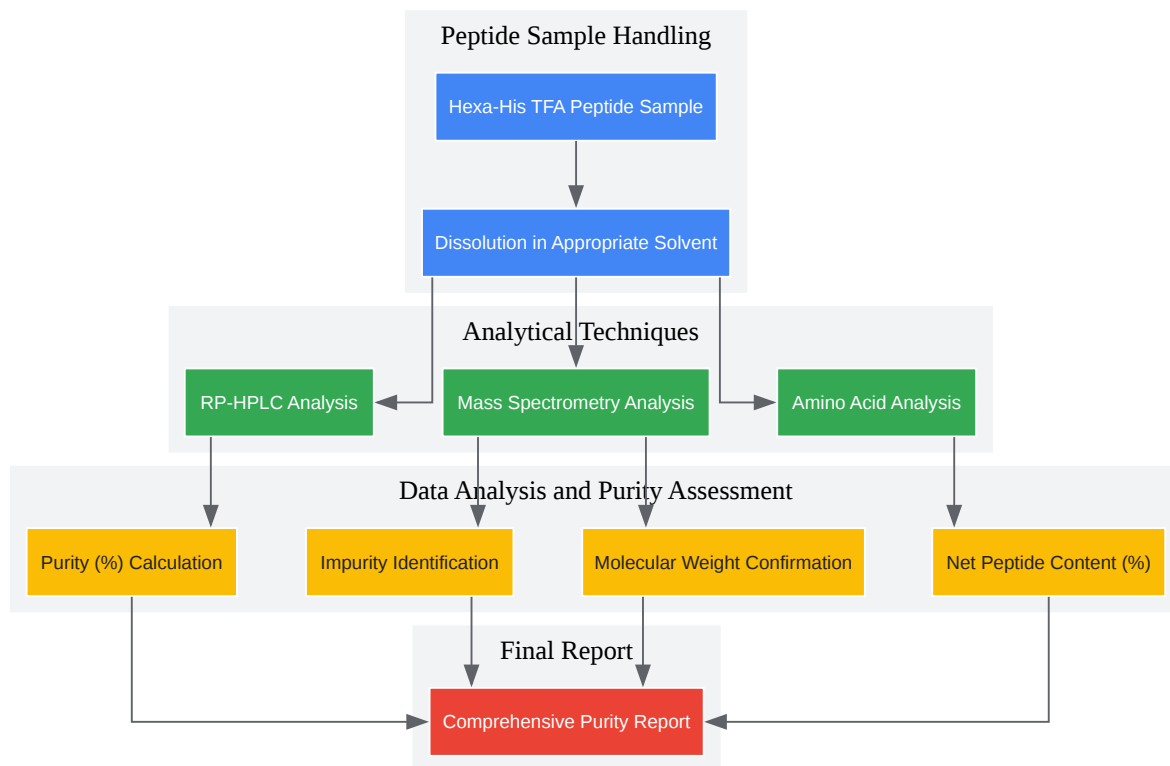 Peptide Sample Handling
Hexa-His TFA Peptide Sample
Dissolution in Appropriate Solvent
Analytical Techniques
RP-HPLC Analysis
Mass Spectrometry Analysis
Amino Acid Analysis
Data Analysis and Purity Assessment
Purity (%) Calculation
Impurity Identification
Molecular Weight Confirmation
Net Peptide Content (%)
Final Report
Comprehensive Purity Report